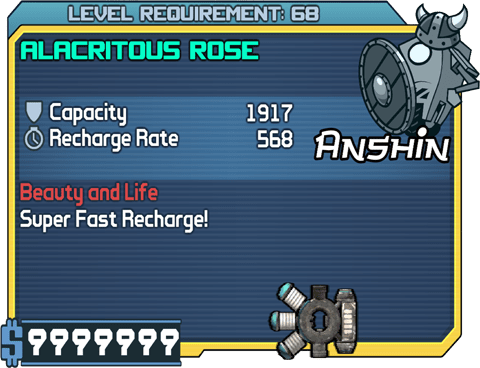 LEVEL REQUIREMENT: 68
ALACRITOUS ROSE
Capacity 1917
Recharge Rate 568
ANSHIN
Beauty and Life
Super Fast Recharge!
$ 9999999